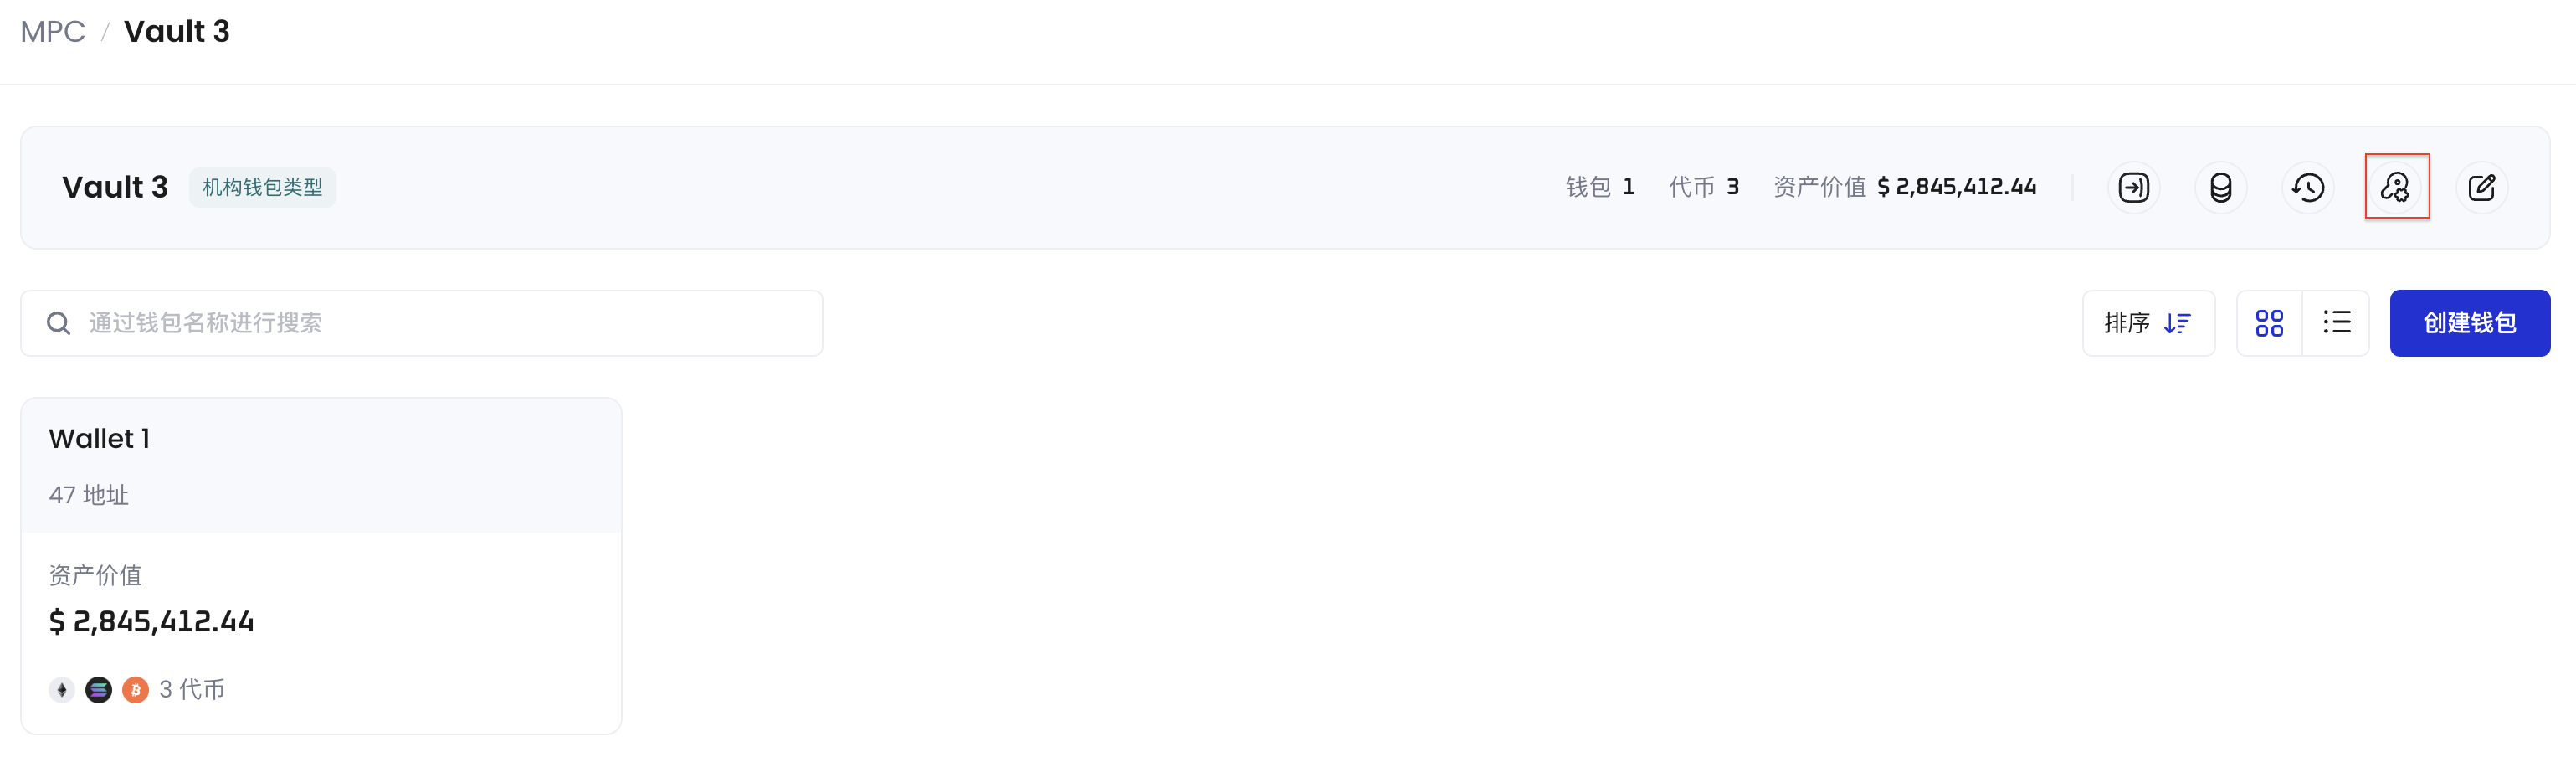 MPC / Vault 3
Vault 3 机构钱包类型 钱包 1 代币 3 资产价值 $ 2,845,412.44
通过钱包名称进行搜索 排序 创建钱包
Wallet 1
47 地址
资产价值
$ 2,845,412.44
3 代币